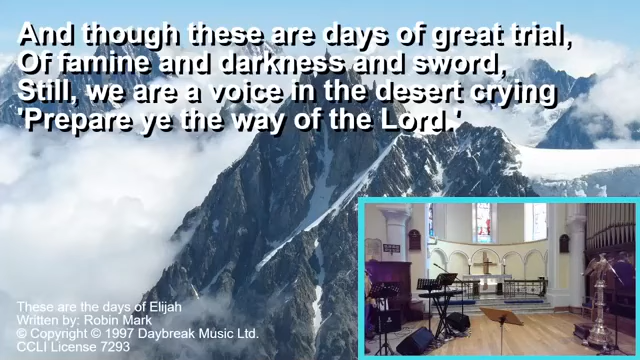 And though these are days of great trial,
Of famine and darkness and sword,
Still, we are a voice in the desert crying
'Prepare ye the way of the Lord.'
These are the days of Elijah
Written by: Robin Mark
© Copyright © 1997 Daybreak Music Ltd.
CCLI License 7293